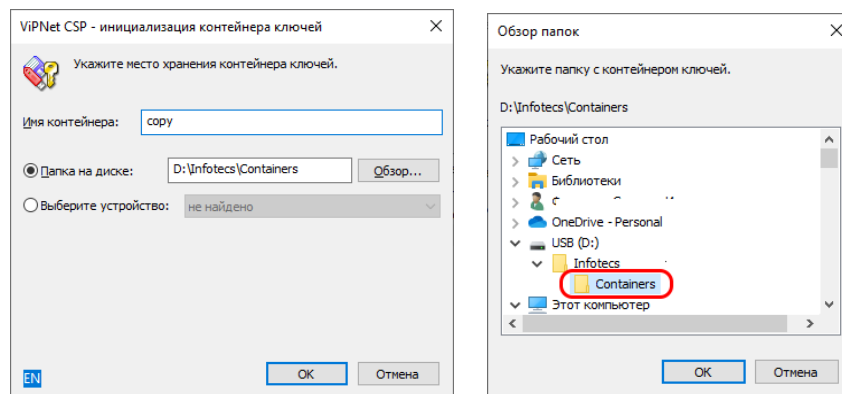 ViPNet CSP - инициализация контейнера ключей
Укажите место хранения контейнера ключей.
Имя контейнера: copy
Папка на диске: D:\Infotecs\Containers Обзор...
Выберите устройство: не найдено
EN
OK Отмена
Обзор папок
Укажите папку с контейнером ключей.
D:\Infotecs\Containers
Рабочий стол
Сеть
Библиотеки
OneDrive - Personal
USB (D:)
Infotecs
Containers
Этот компьютер
OK Отмена